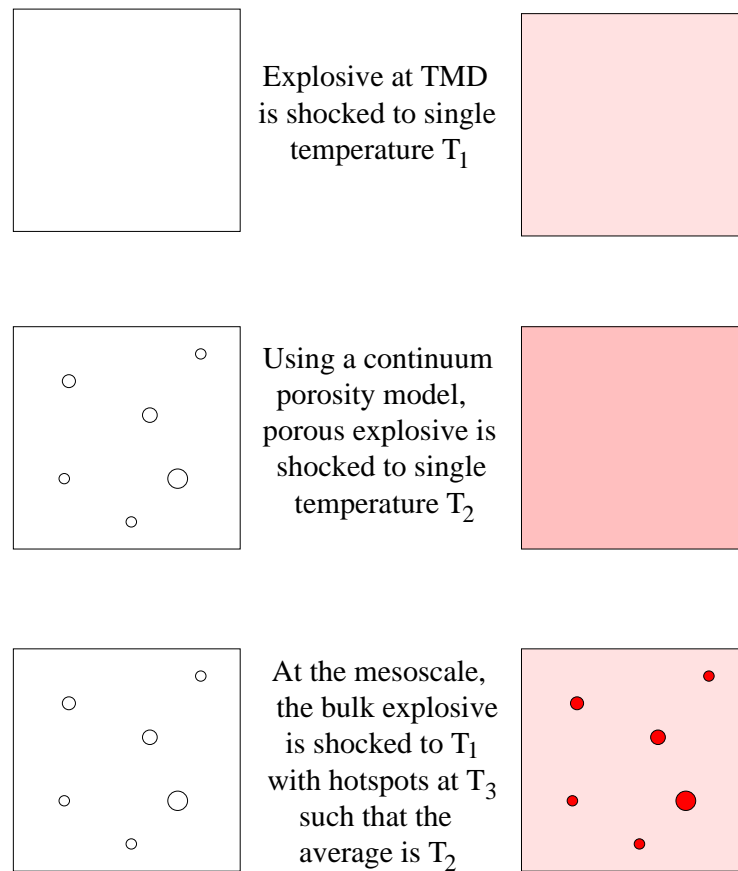 Explosive at TMD
is shocked to single
temperature T1
Using a continuum
porosity model,
porous explosive is
shocked to single
temperature T2
At the mesoscale,
the bulk explosive
is shocked to T1
with hotspots at T3
such that the
average is T2